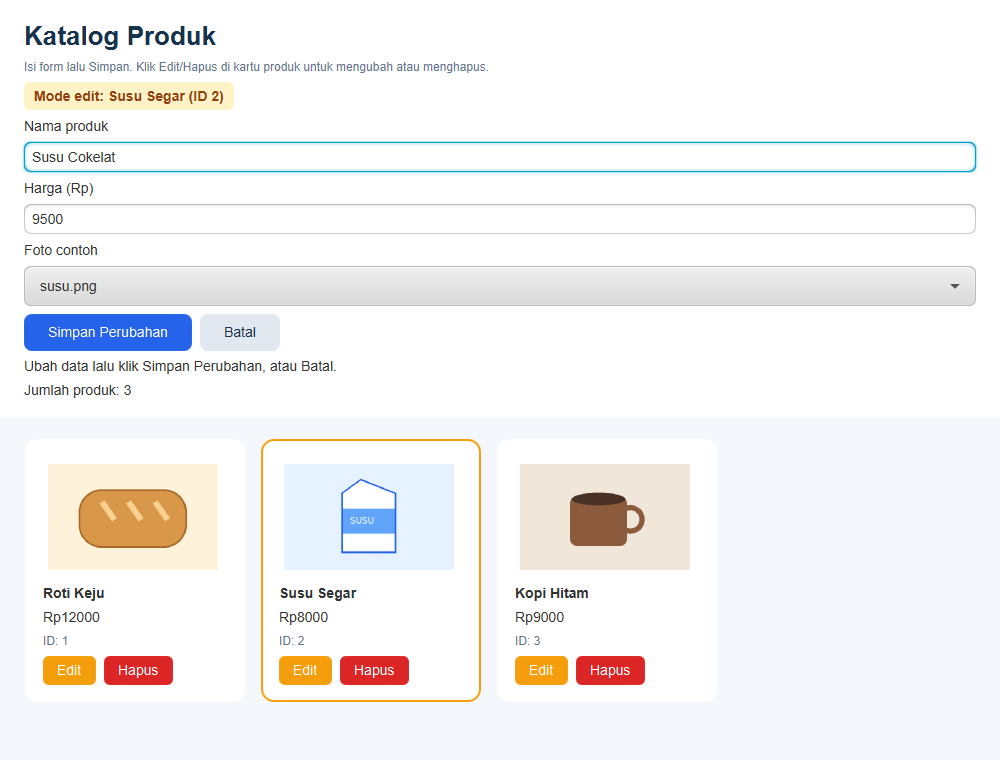 Katalog Produk
Isi form lalu Simpan. Klik Edit/Hapus di kartu produk untuk mengubah atau menghapus.
Mode edit: Susu Segar (ID 2)
Nama produk
Susu Cokelat
Harga (Rp)
9500
Foto contoh
susu.png
Simpan Perubahan Batal
Ubah data lalu klik Simpan Perubahan, atau Batal.
Jumlah produk: 3
Roti Keju
Rp12000
ID: 1
Edit Hapus
SUSU
Susu Segar
Rp8000
ID: 2
Edit Hapus
Kopi Hitam
Rp9000
ID: 3
Edit Hapus